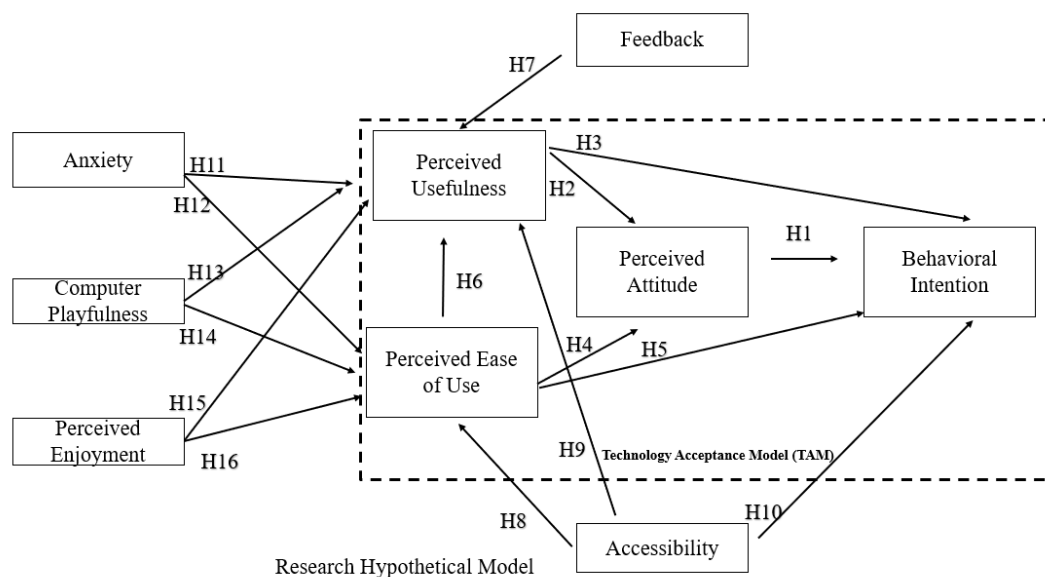 Feedback
H7
Anxiety
H11
H12
Perceived
Usefulness
H3
H2
Perceived
Attitude
H1
Behavioral
Intention
H13
Computer
Playfulness
H14
H6
Perceived Ease
of Use
H4
H5
H15
Perceived
Enjoyment
H16
H9
Technology Acceptance Model (TAM)
H8
H10
Accessibility
Research Hypothetical Model